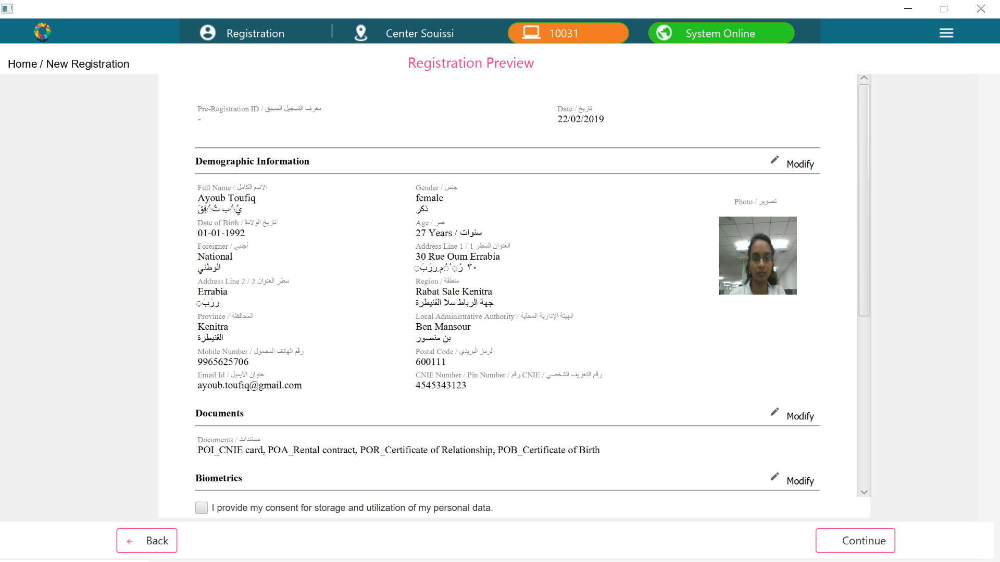 Registration
Center Souissi
10031
System Online
Home / New Registration
Registration Preview
Pre-Registration ID / معرف التسجيل المسبق
-
Date / تاريخ
22/02/2019
Demographic Information
Modify
Full Name / الاسم الكامل
Ayoub Toufiq
Gender / جنس
female
ذكر
Photo / تصوير
Date of Birth / تاريخ الولادة
01-01-1992
Age / عمر
27 Years / سنوات
Foreigner / أجنبي
National
الوطني
Address Line 1 / العنوان السطر 1
30 Rue Oum Errabia
٣٠
Address Line 2 / سطر العنوان 2
Errabia
Region / منطقة
Rabat Sale Kenitra
جهة الرباط سلا القنيطرة
Province / المحافظة
Kenitra
القنيطرة
Local Administrative Authority / الهيئة الإدارية المحلية
Ben Mansour
بن منصور
Mobile Number / رقم الهاتف المحمول
9965625706
Postal Code / الرمز البريدي
600111
Email Id / عنوان الايميل
ayoub.toufiq@gmail.com
CNIE Number / Pin Number / رقم CNIE / رقم التعريف الشخصي
4545343123
Documents
Modify
Documents / مستندات
POI_CNIE card, POA_Rental contract, POR_Certificate of Relationship, POB_Certificate of Birth
Biometrics
Modify
I provide my consent for storage and utilization of my personal data.
Back
Continue